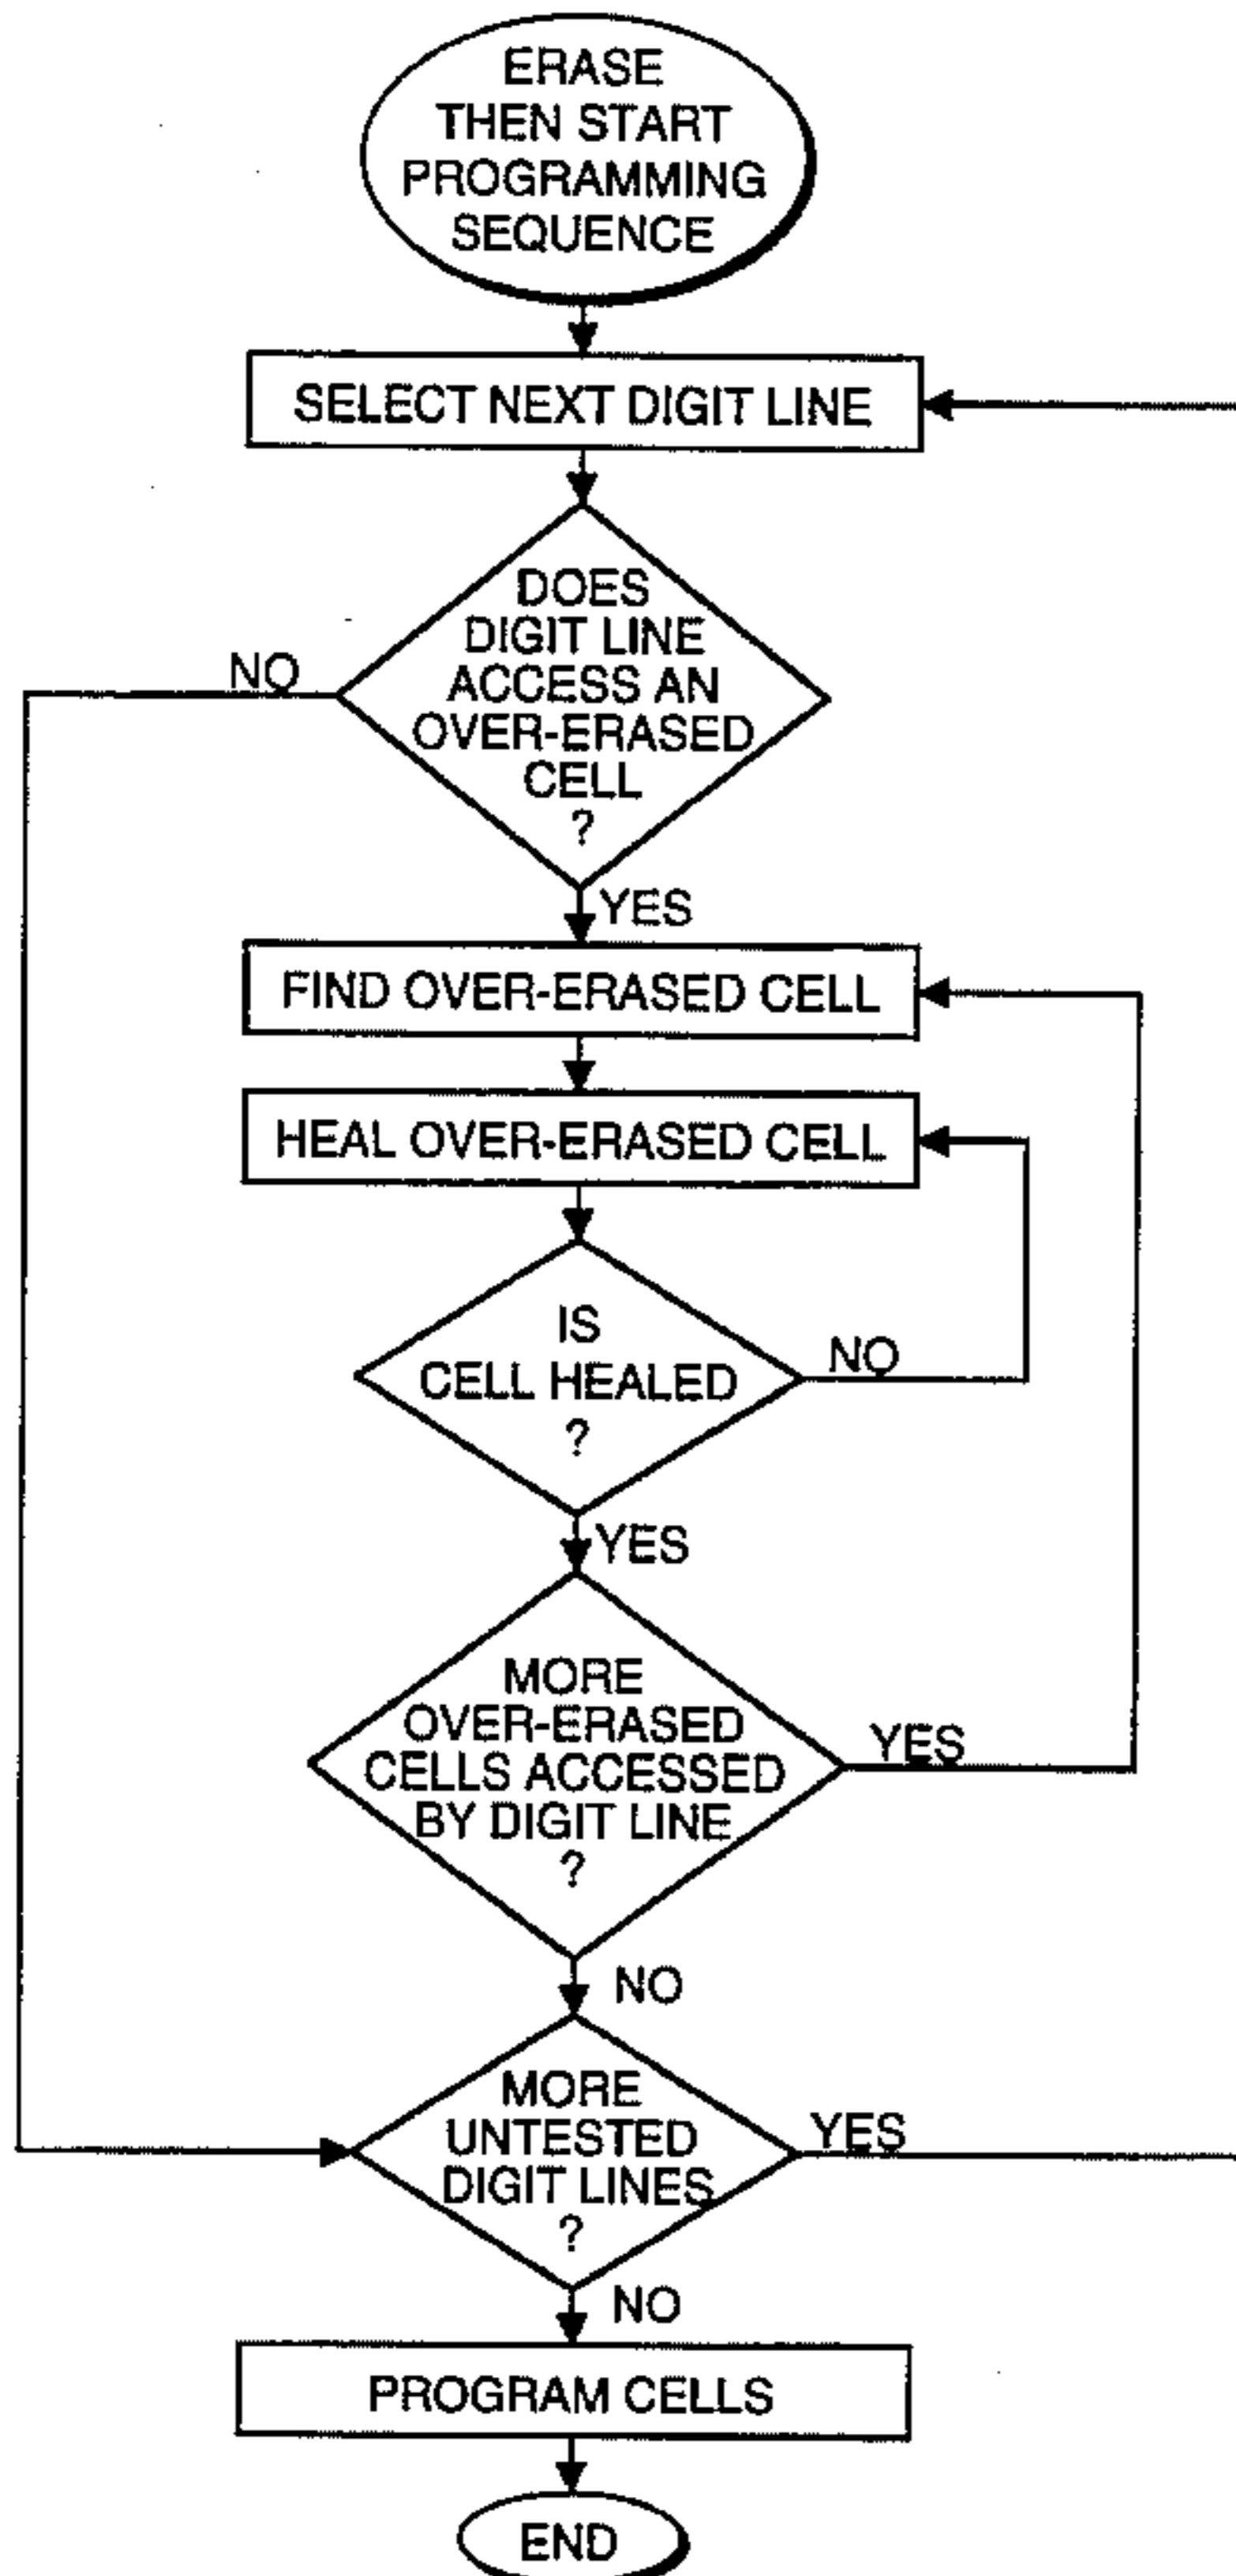 ERASE
THEN START
PROGRAMMING
SEQUENCE
SELECT NEXT DIGIT LINE
DOES
DIGIT LINE
ACCESS AN
OVER-ERASED
CELL
?
NO
YES
FIND OVER-ERASED CELL
HEAL OVER-ERASED CELL
IS
CELL HEALED
?
NO
YES
MORE
OVER-ERASED
CELLS ACCESSED
BY DIGIT LINE
?
YES
NO
MORE
UNTESTED
DIGIT LINES
?
YES
NO
PROGRAM CELLS
END